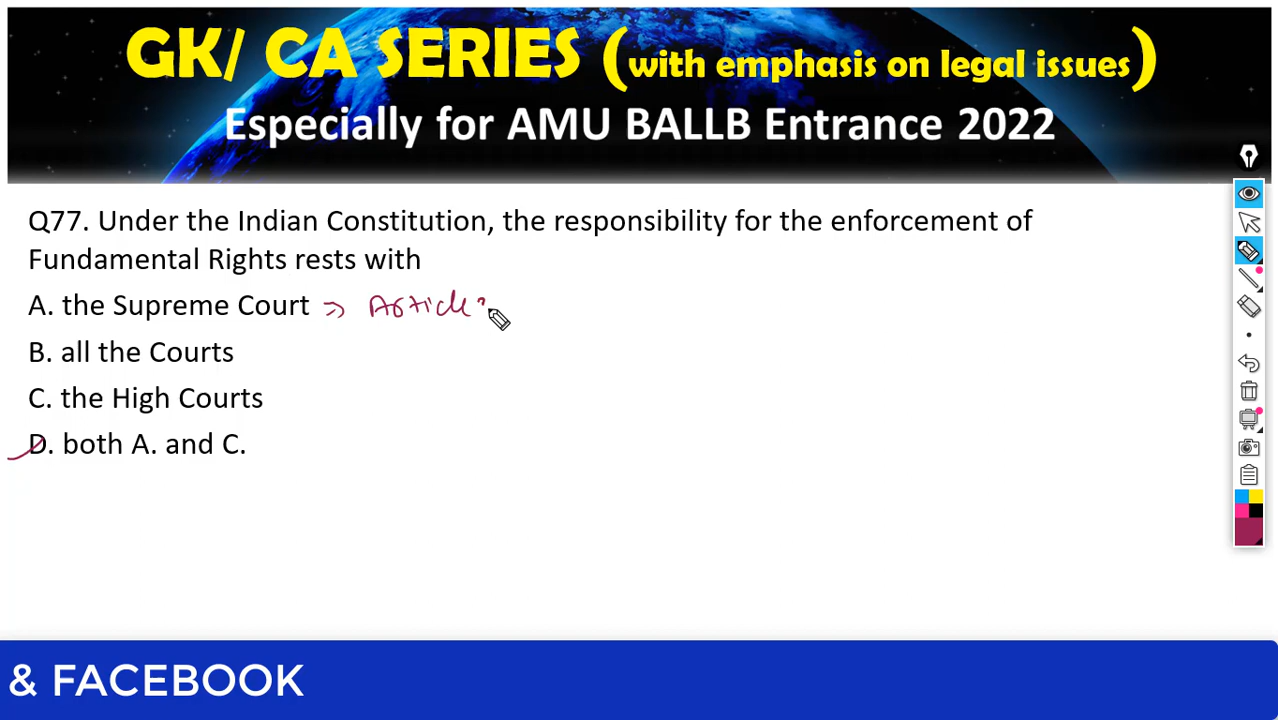 GK/ CA SERIES (with emphasis on legal issues)
Especially for AMU BALLB Entrance 2022
Q77. Under the Indian Constitution, the responsibility for the enforcement of
Fundamental Rights rests with
A. the Supreme Court => Article
B. all the Courts
C. the High Courts
D. both A. and C.
& FACEBOOK